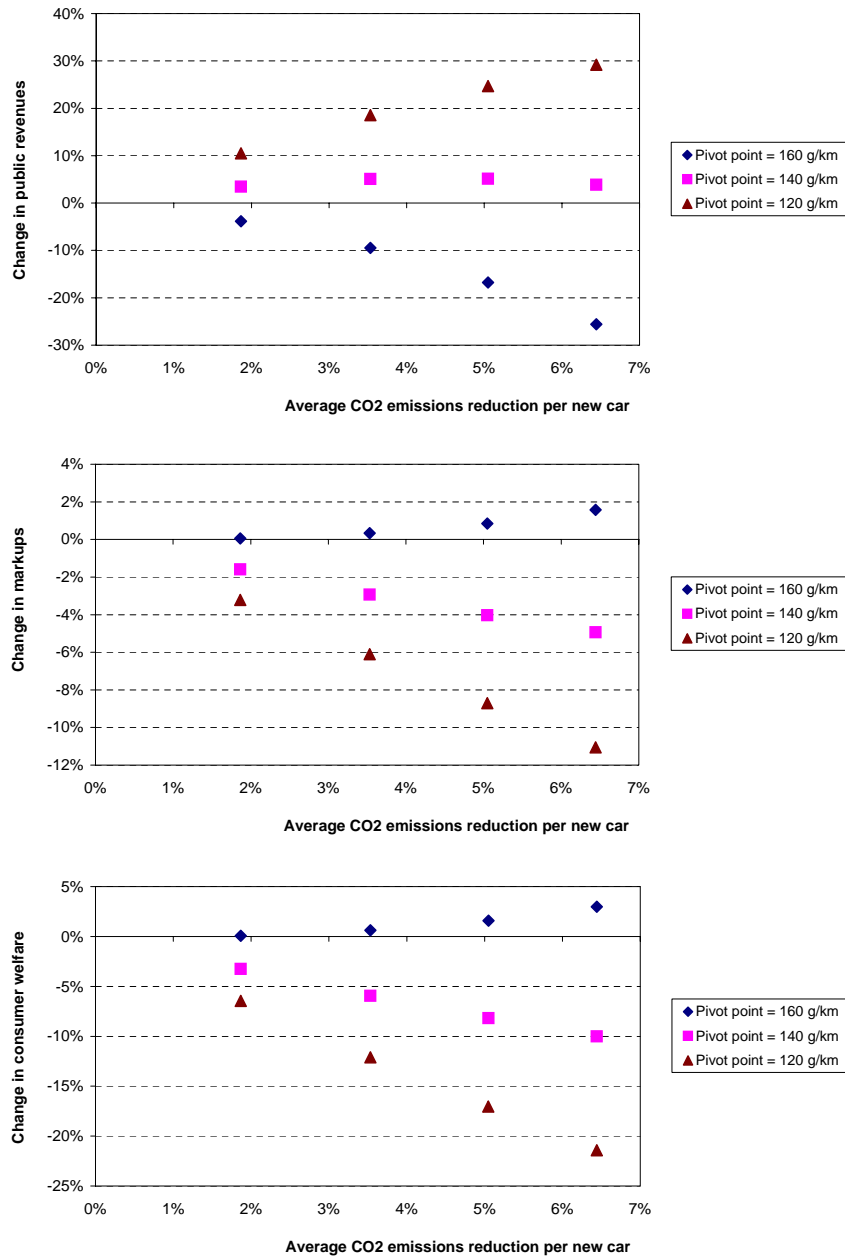 40%
30%
20%
10%
0%
-10%
-20%
-30%
Change in public revenues
0% 1% 2% 3% 4% 5% 6% 7%
Average CO2 emissions reduction per new car
Pivot point = 160 g/km
Pivot point = 140 g/km
Pivot point = 120 g/km
4%
2%
0%
-2%
-4%
-6%
-8%
-10%
-12%
Change in markups
0% 1% 2% 3% 4% 5% 6% 7%
Average CO2 emissions reduction per new car
Pivot point = 160 g/km
Pivot point = 140 g/km
Pivot point = 120 g/km
5%
0%
-5%
-10%
-15%
-20%
-25%
Change in consumer welfare
0% 1% 2% 3% 4% 5% 6% 7%
Average CO2 emissions reduction per new car
Pivot point = 160 g/km
Pivot point = 140 g/km
Pivot point = 120 g/km